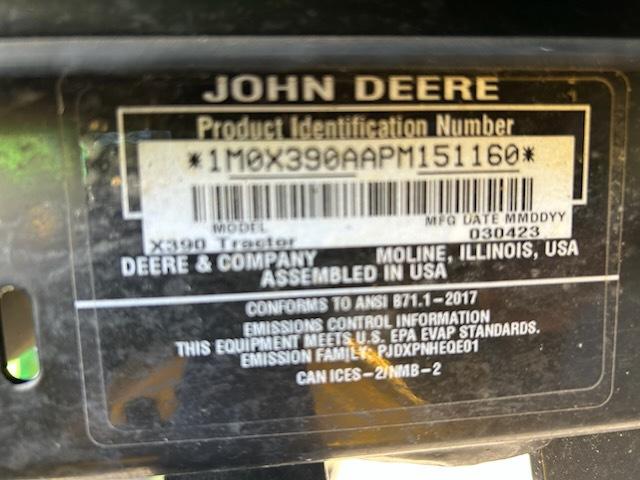 JOHN DEERE
Product Identification Number
*1M0X390AAPM151160*
MODEL MFG DATE MMDDYY
X390 Tractor 030423
DEERE & COMPANY MOLINE, ILLINOIS, USA
ASSEMBLED IN USA
CONFORMS TO ANSI B71.1-2017
EMISSIONS CONTROL INFORMATION
THIS EQUIPMENT MEETS U.S. EPA EVAP STANDARDS.
EMISSION FAMILY: PJDXPNHEQE01
CAN ICES-2/NMB-2